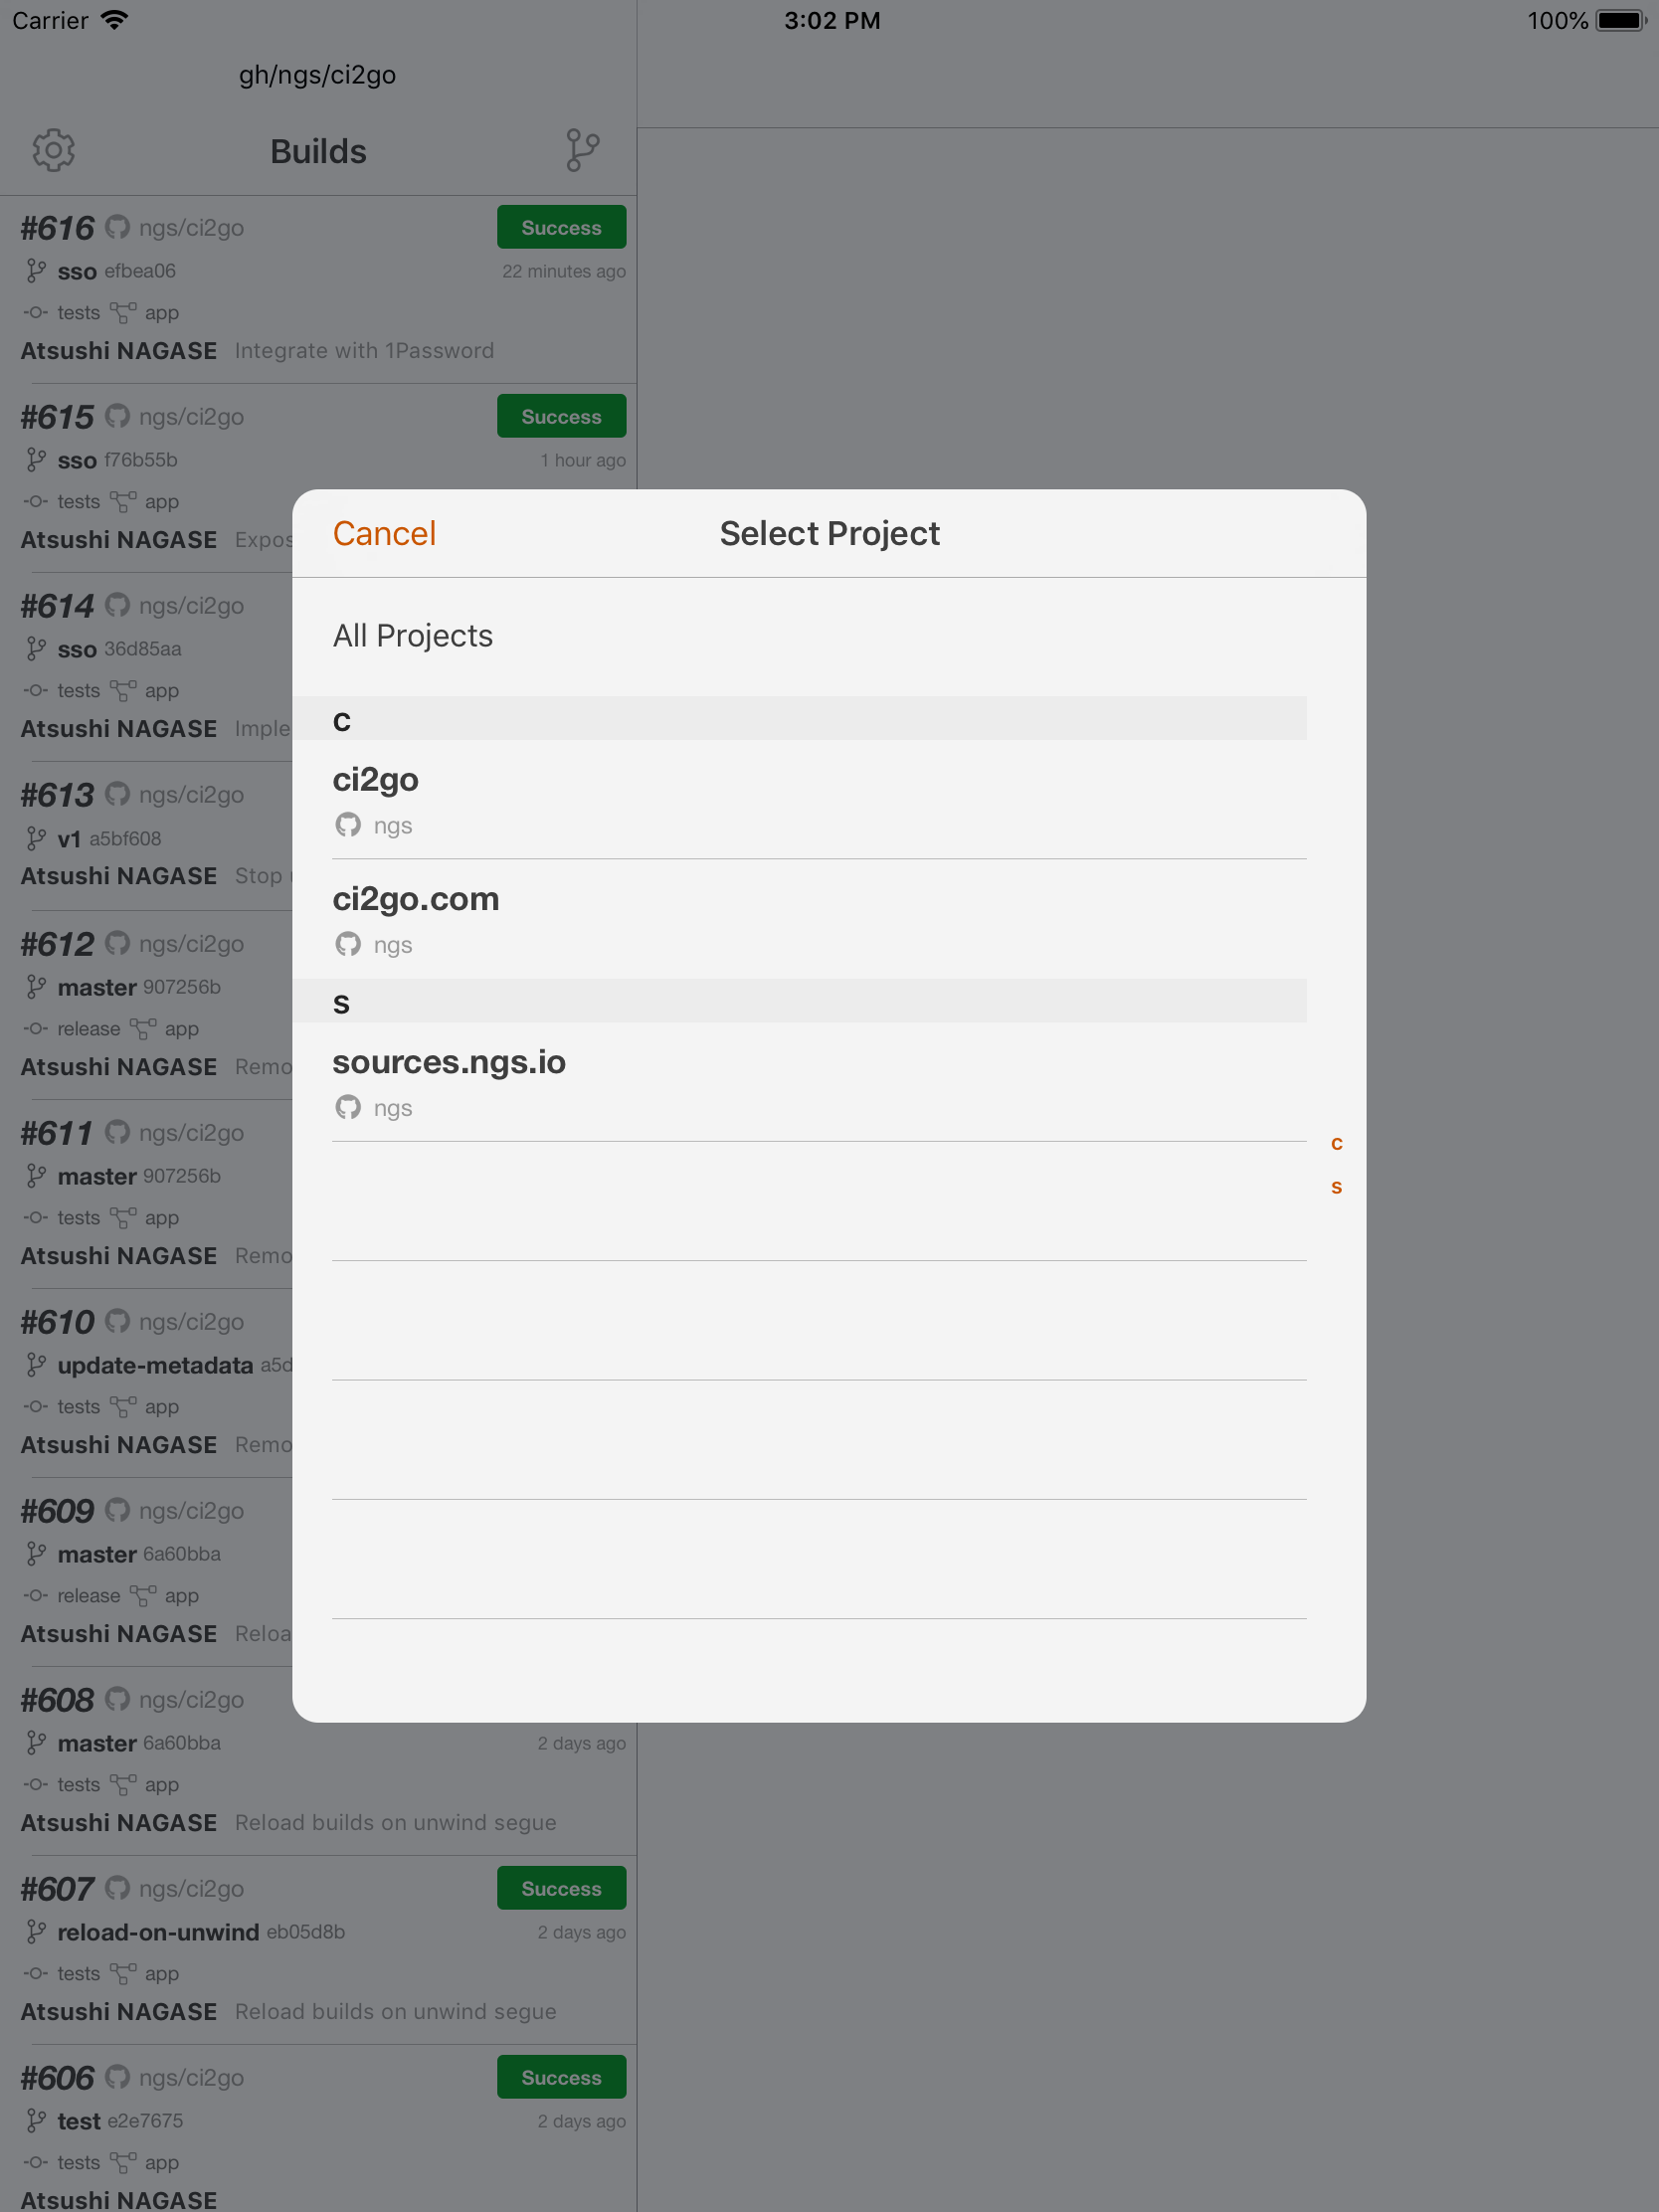 Carrier 3:02 PM 100%
gh/ngs/ci2go
Builds
#616 ngs/ci2go Success
sso efbea06 22 minutes ago
tests app
Atsushi NAGASE Integrate with 1Password
#615 ngs/ci2go Success
sso f76b55b 1 hour ago
tests app
Atsushi NAGASE Expos
#614 ngs/ci2go
sso 36d85aa
tests app
Atsushi NAGASE Imple
#613 ngs/ci2go
v1 a5bf608
Atsushi NAGASE Stop
#612 ngs/ci2go
master 907256b
release app
Atsushi NAGASE Remo
#611 ngs/ci2go
master 907256b
tests app
Atsushi NAGASE Remo
#610 ngs/ci2go
update-metadata a5d
tests app
Atsushi NAGASE Remo
#609 ngs/ci2go
master 6a60bba
release app
Atsushi NAGASE Reloa
#608 ngs/ci2go
master 6a60bba 2 days ago
tests app
Atsushi NAGASE Reload builds on unwind segue
#607 ngs/ci2go Success
reload-on-unwind eb05d8b 2 days ago
tests app
Atsushi NAGASE Reload builds on unwind segue
#606 ngs/ci2go Success
test e2e7675 2 days ago
tests app
Atsushi NAGASE
Cancel Select Project
All Projects
c
ci2go
ngs
ci2go.com
ngs
s
sources.ngs.io
ngs
c
s